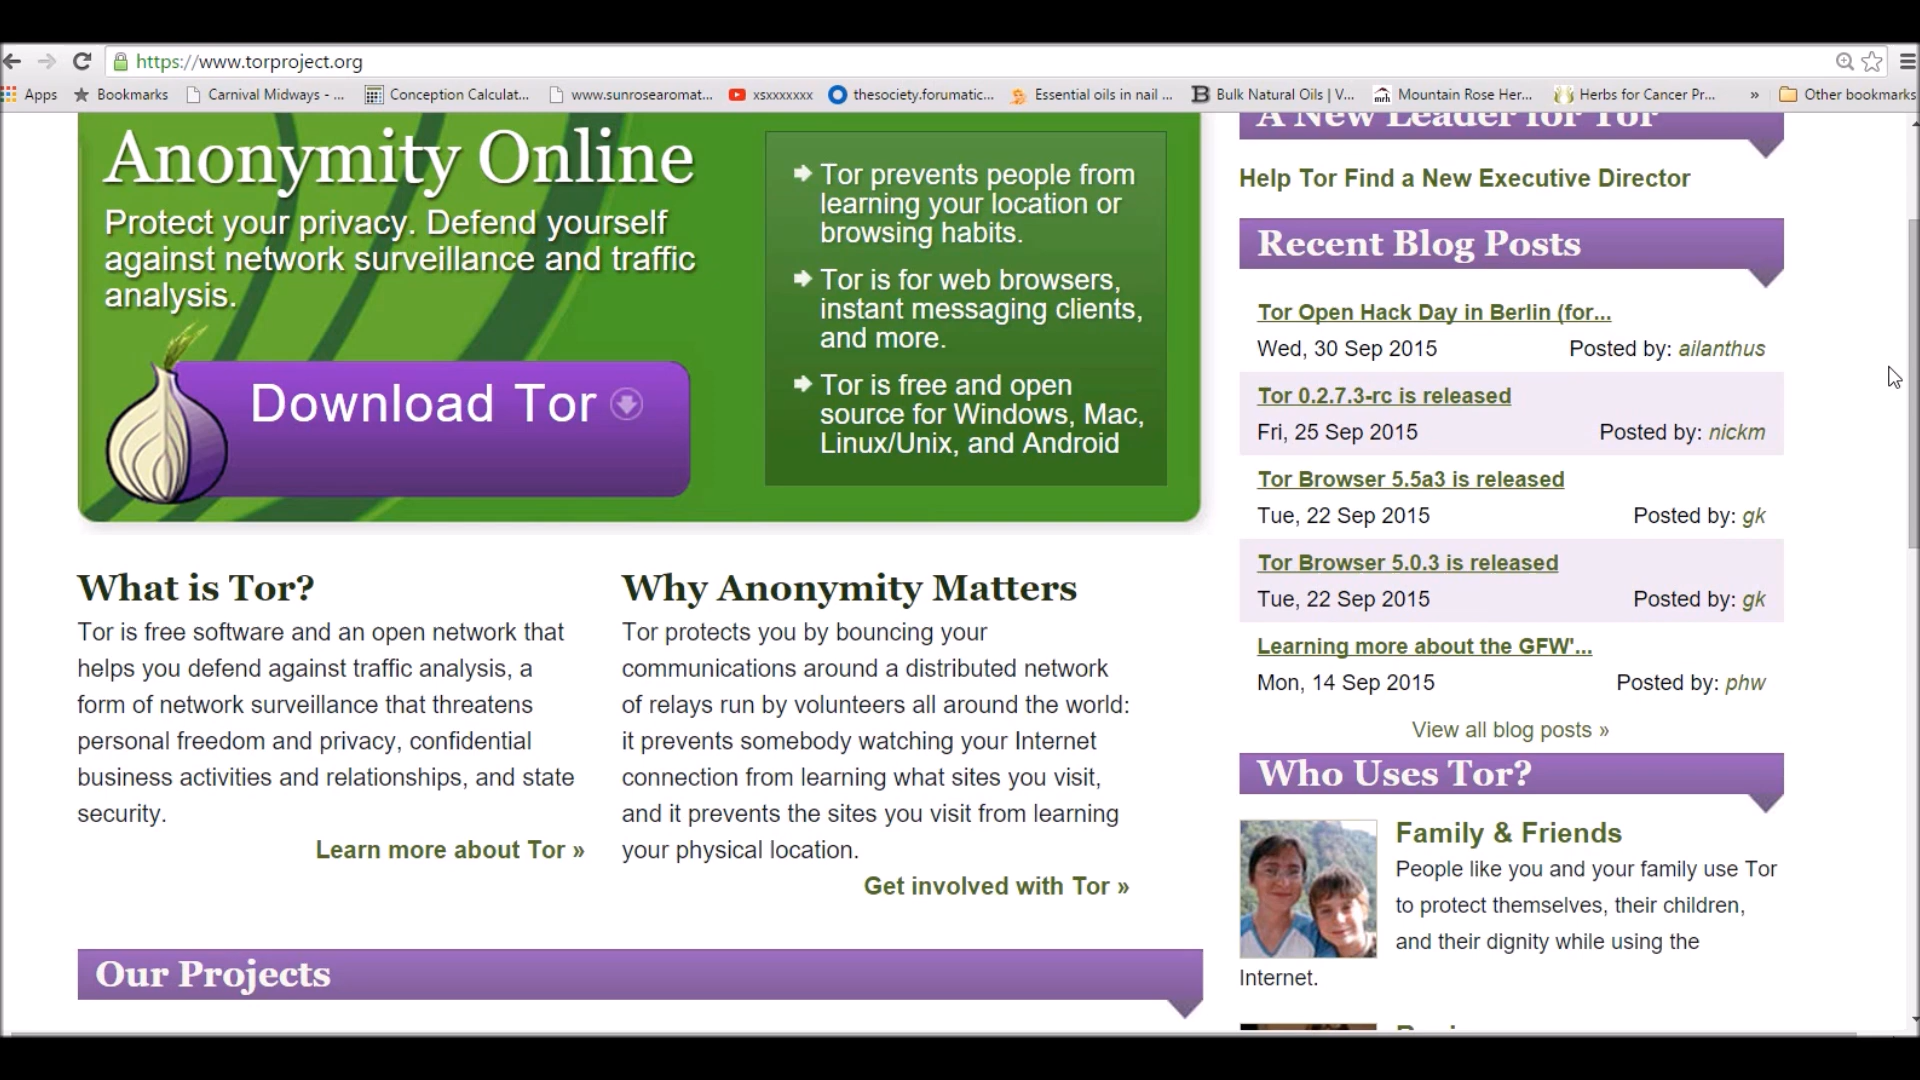 https://www.torproject.org
Apps Bookmarks Carnival Midways - ... Conception Calculat... www.sunrosearomat... xsxxxxxxx thesociety.forumatic... Essential oils in nail ... Bulk Natural Oils | V... Mountain Rose Her... Herbs for Cancer Pr... » Other bookmarks
Anonymity Online
Protect your privacy. Defend yourself
against network surveillance and traffic
analysis.
Download Tor
Tor prevents people from
learning your location or
browsing habits.
Tor is for web browsers,
instant messaging clients,
and more.
Tor is free and open
source for Windows, Mac,
Linux/Unix, and Android
What is Tor?
Tor is free software and an open network that
helps you defend against traffic analysis, a
form of network surveillance that threatens
personal freedom and privacy, confidential
business activities and relationships, and state
security.
Learn more about Tor »
Why Anonymity Matters
Tor protects you by bouncing your
communications around a distributed network
of relays run by volunteers all around the world:
it prevents somebody watching your Internet
connection from learning what sites you visit,
and it prevents the sites you visit from learning
your physical location.
Get involved with Tor »
Our Projects
A New Leader for Tor
Help Tor Find a New Executive Director
Recent Blog Posts
Tor Open Hack Day in Berlin (for...
Wed, 30 Sep 2015 Posted by: ailanthus
Tor 0.2.7.3-rc is released
Fri, 25 Sep 2015 Posted by: nickm
Tor Browser 5.5a3 is released
Tue, 22 Sep 2015 Posted by: gk
Tor Browser 5.0.3 is released
Tue, 22 Sep 2015 Posted by: gk
Learning more about the GFW'...
Mon, 14 Sep 2015 Posted by: phw
View all blog posts »
Who Uses Tor?
Family & Friends
People like you and your family use Tor
to protect themselves, their children,
and their dignity while using the
Internet.